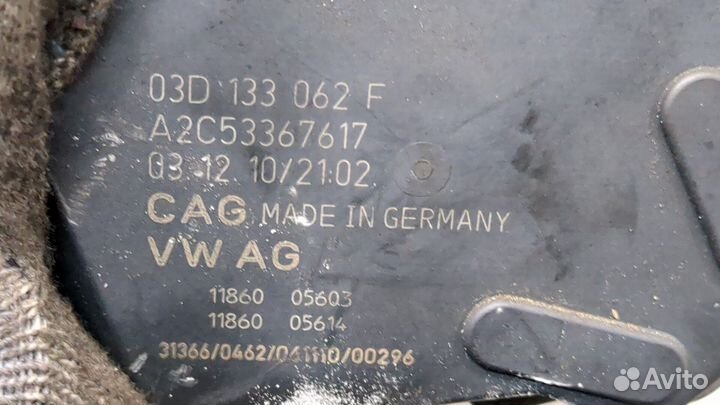 03D 133 062 F
A2C53367617
03.12.10/21:02
CAG MADE IN GERMANY
VW AG
11860 05603
11860 05614
31366/0462/041110/00296
Avito